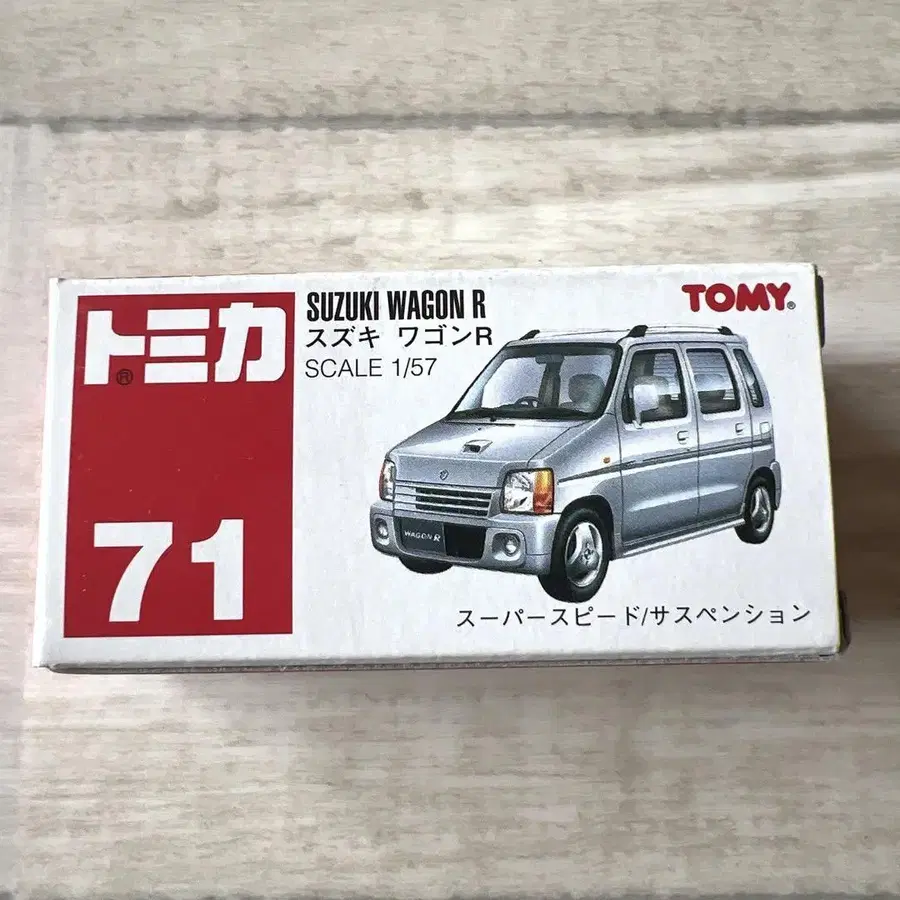 トミカ®
71
SUZUKI WAGON R
スズキ ワゴンR
SCALE 1/57
TOMY®
WAGON R
スーパースピード/サスペンション